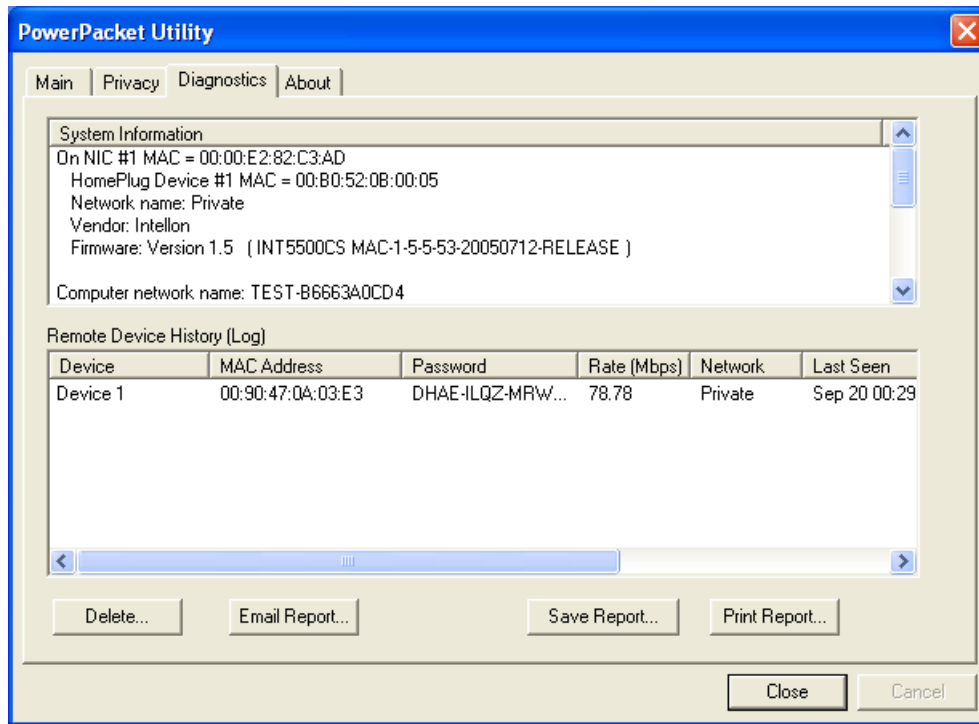 PowerPacket Utility
Main Privacy Diagnostics About
System Information
On NIC #1 MAC = 00:00:E2:82:C3:AD
HomePlug Device #1 MAC = 00:B0:52:0B:00:05
Network name: Private
Vendor: Intellon
Firmware: Version 1.5 ( INT5500CS MAC-1-5-5-53-20050712-RELEASE )
Computer network name: TEST-B6663A0CD4
Remote Device History (Log)
Device MAC Address Password Rate (Mbps) Network Last Seen
Device 1 00:90:47:0A:03:E3 DHAE-ILQZ-MRW... 78.78 Private Sep 20 00:29
Delete... Email Report... Save Report... Print Report...
Close Cancel